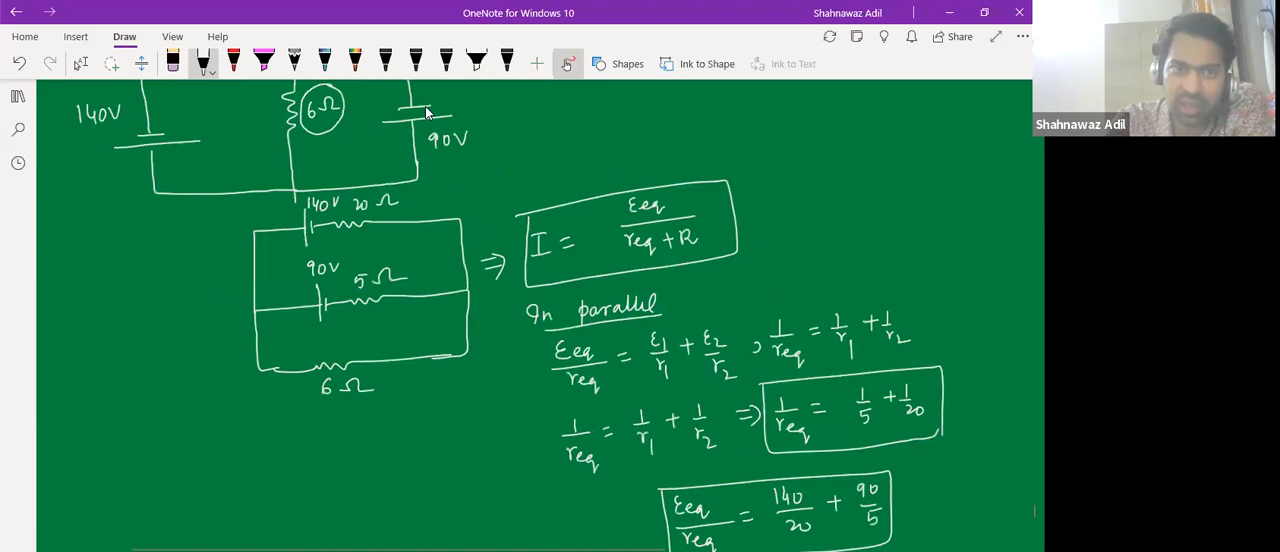 OneNote for Windows 10
Shahnawaz Adil
Home Insert Draw View Help
Share
Shapes Ink to Shape Ink to Text
Shahnawaz Adil
140V
6Ω
90V
140V 20 Ω
90V
5 Ω
6 Ω
⇒ I = Eeq / req + R
In parallel
Eeq / req = ε1 / r1 + ε2 / r2 , 1 / req = 1 / r1 + 1 / r2
1 / req = 1 / r1 + 1 / r2 ⇒ 1 / req = 1 / 5 + 1 / 20
Eeq / req = 140 / 20 + 90 / 5